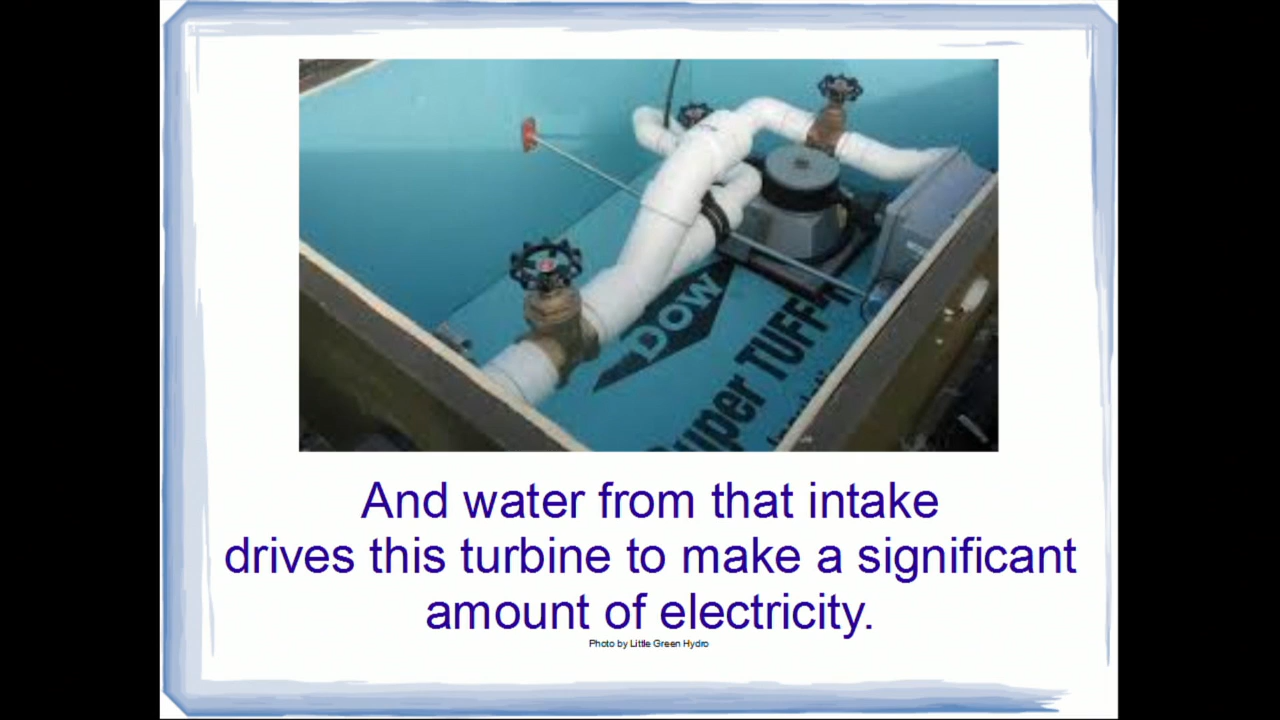 DOW
Super TUFF-R
And water from that intake
drives this turbine to make a significant
amount of electricity.
Photo by Little Green Hydro